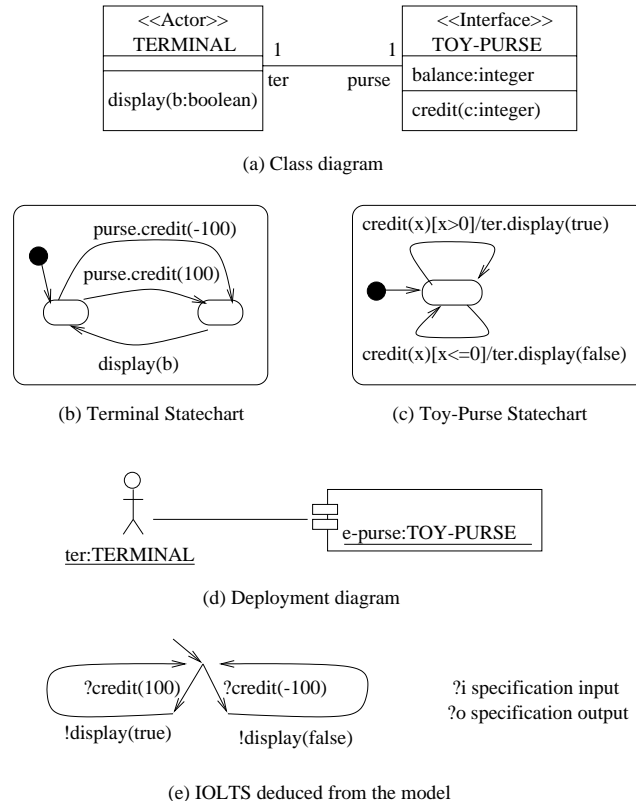 <<Actor>>
TERMINAL
display(b:boolean)
1
ter
1
purse
<<Interface>>
TOY-PURSE
balance:integer
credit(c:integer)
(a) Class diagram
purse.credit(-100)
purse.credit(100)
display(b)
(b) Terminal Statechart
credit(x)[x>0]/ter.display(true)
credit(x)[x<=0]/ter.display(false)
(c) Toy-Purse Statechart
ter:TERMINAL
e-purse:TOY-PURSE
(d) Deployment diagram
?credit(100)
?credit(-100)
!display(true)
!display(false)
?i specification input
?o specification output
(e) IOLTS deduced from the model